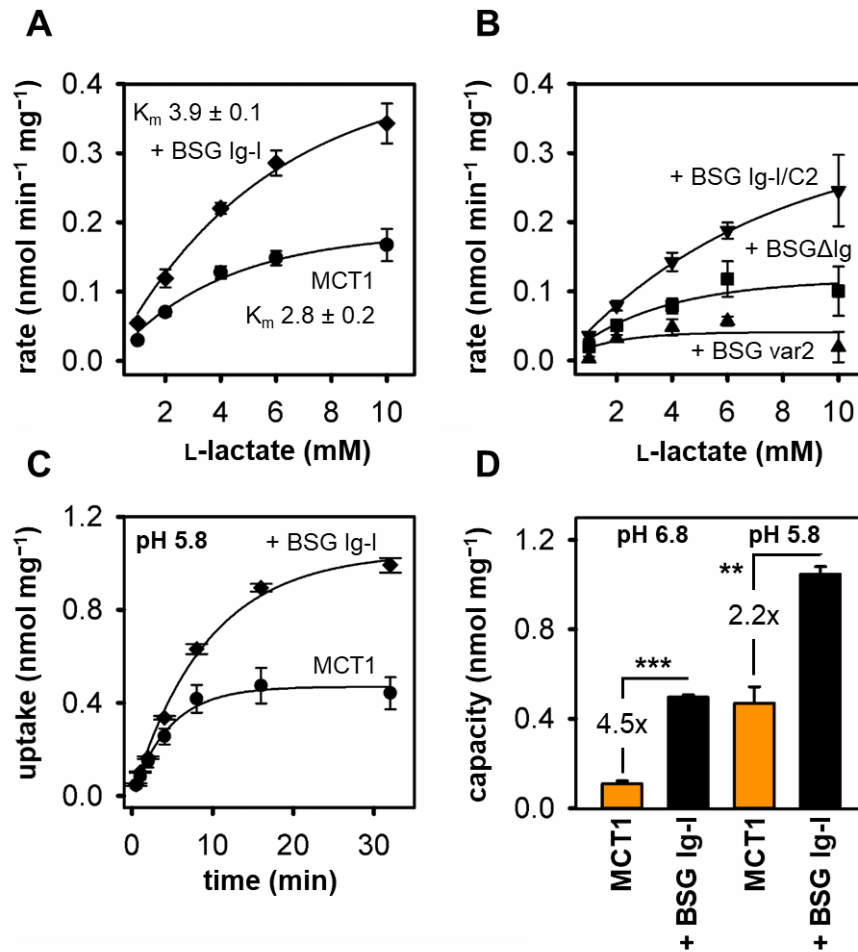 A
rate (nmol min⁻¹ mg⁻¹)
0.4
0.3
0.2
0.1
0.0
Kₘ 3.9 ± 0.1
+ BSG Ig-I
MCT1
Kₘ 2.8 ± 0.2
2 4 6 8 10
L-lactate (mM)
B
rate (nmol min⁻¹ mg⁻¹)
0.4
0.3
0.2
0.1
0.0
+ BSG Ig-I/C2
+ BSGΔIg
+ BSG var2
2 4 6 8 10
L-lactate (mM)
C
uptake (nmol mg⁻¹)
1.2
0.8
0.4
0.0
pH 5.8
+ BSG Ig-I
MCT1
0 10 20 30
time (min)
D
capacity (nmol mg⁻¹)
1.2
0.8
0.4
0.0
pH 6.8 pH 5.8
**
2.2x
***
4.5x
MCT1
+ BSG Ig-I
MCT1
+ BSG Ig-I